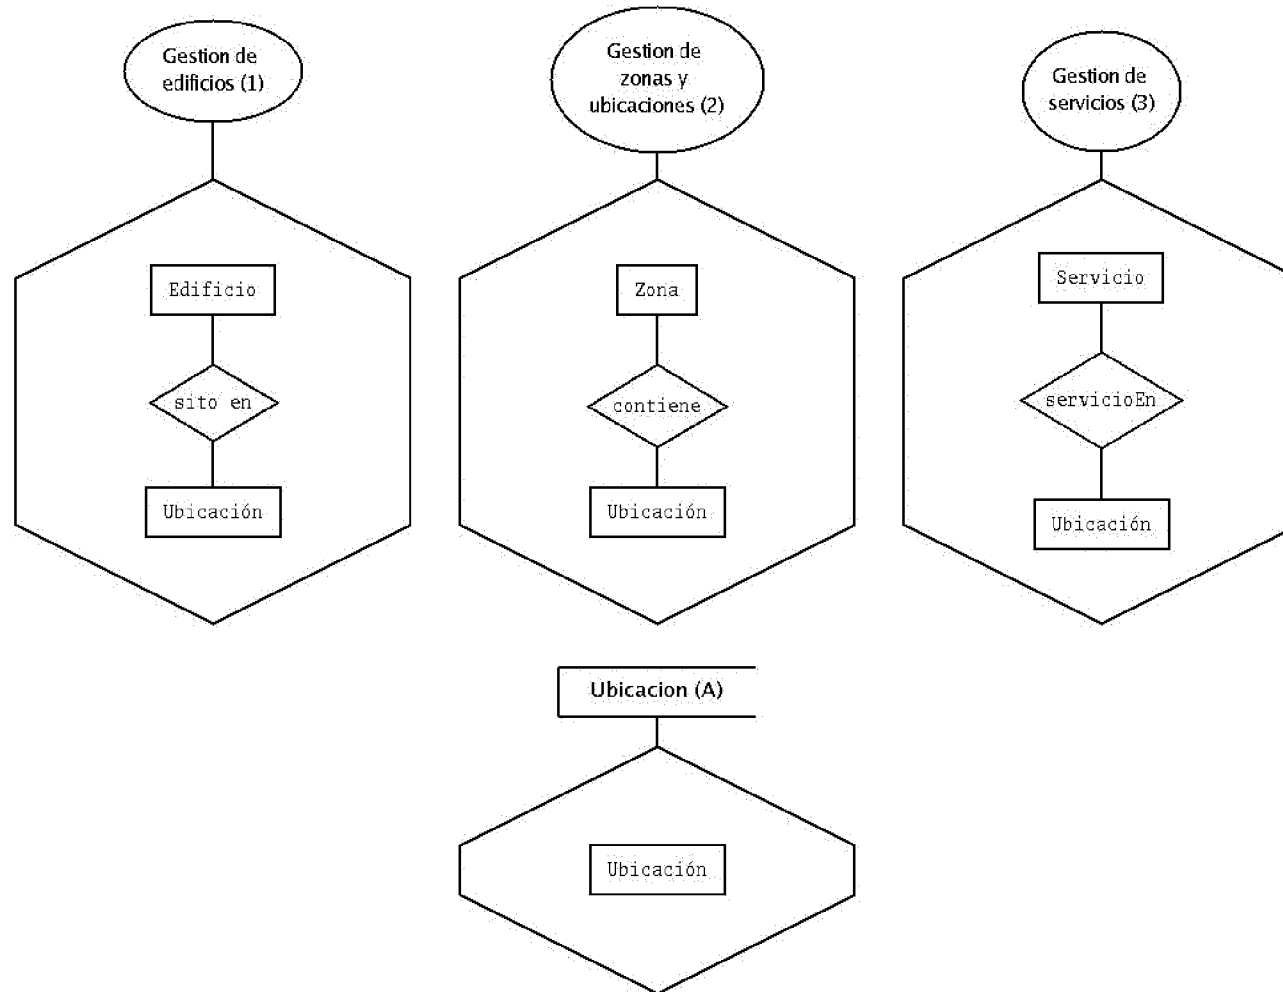 Gestion de
edificios (1)
Gestion de
zonas y
ubicaciones (2)
Gestion de
servicios (3)
Edificio
sito en
Ubicación
Zona
contiene
Ubicación
Servicio
servicioEn
Ubicación
Ubicacion (A)
Ubicación